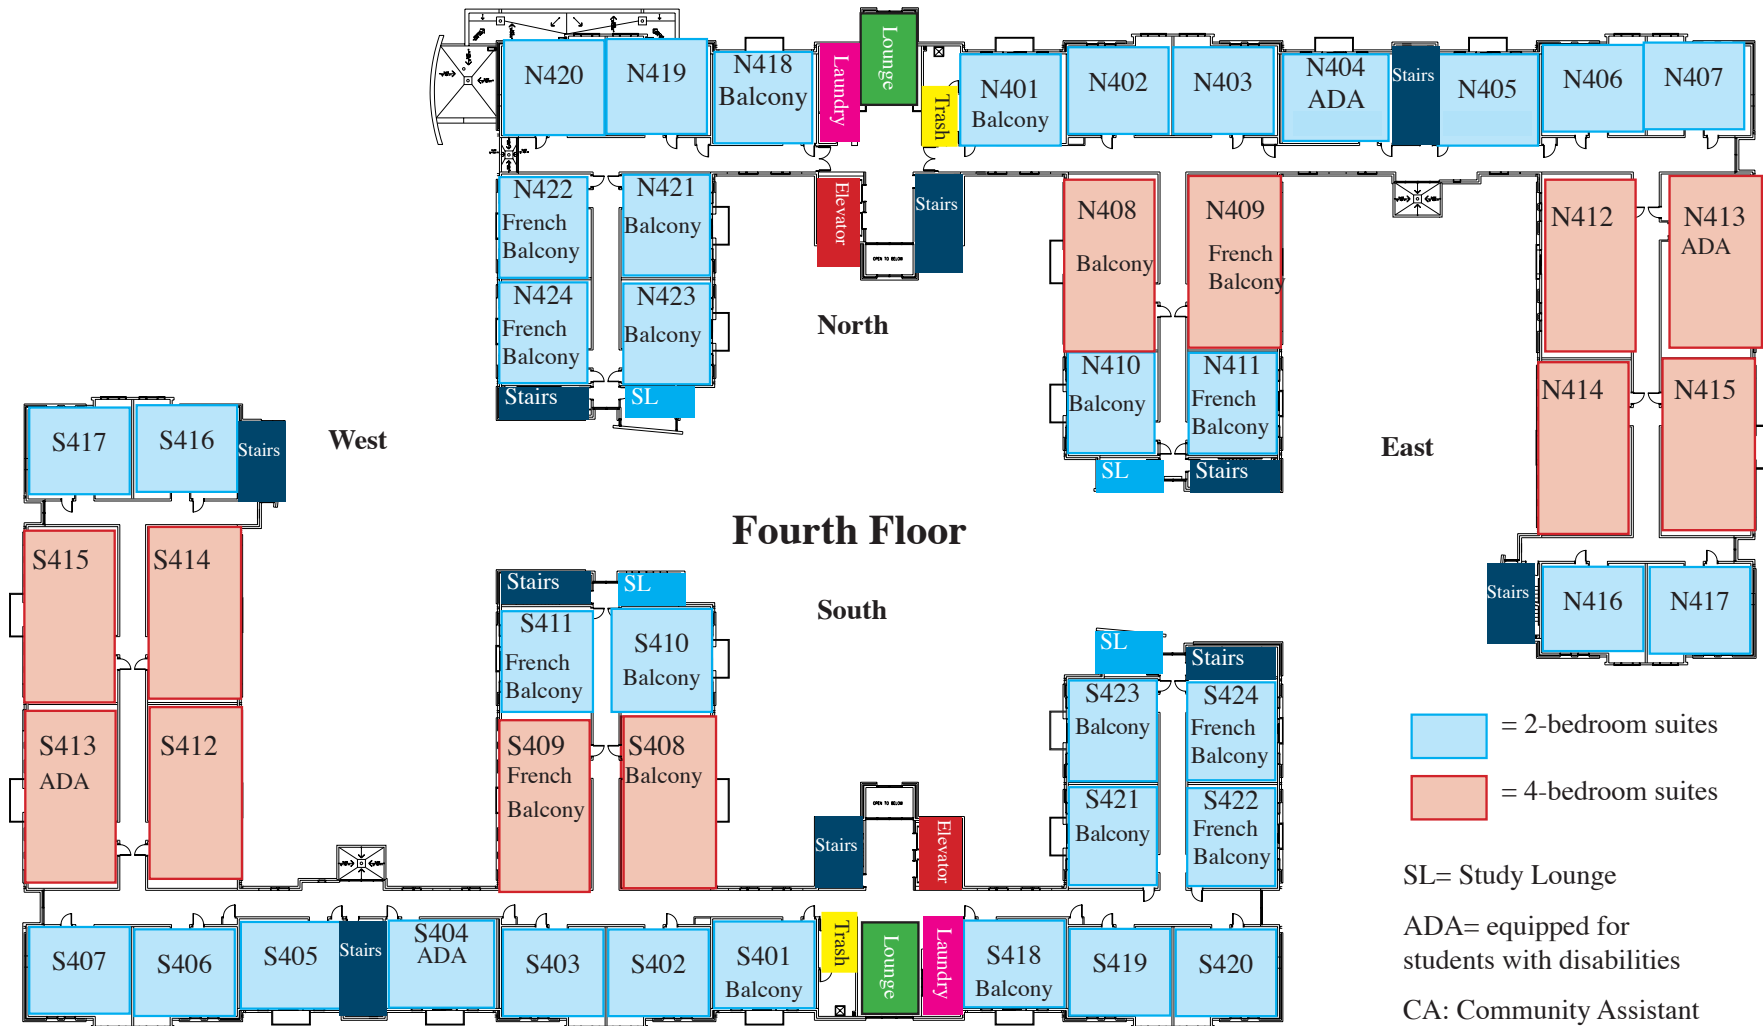 N420
N419
N418
Balcony
Laundry
Lounge
Trash
N401
Balcony
N402
N403
N404
ADA
Stairs
N405
N406
N407
N422
French
Balcony
N421
Balcony
Elevator
OPEN TO BELOW
Stairs
N408
Balcony
N409
French
Balcony
N412
N413
ADA
N424
French
Balcony
N423
Balcony
North
N410
Balcony
N411
French
Balcony
N414
N415
Stairs
SL
S417
S416
Stairs
West
East
SL
Stairs
Fourth Floor
S415
S414
Stairs
SL
South
Stairs
N416
N417
S411
French
Balcony
S410
Balcony
SL
Stairs
S423
Balcony
S424
French
Balcony
S413
ADA
S412
S409
French
Balcony
S408
Balcony
OPEN TO BELOW
Stairs
Elevator
S421
Balcony
S422
French
Balcony
= 2-bedroom suites
= 4-bedroom suites
SL= Study Lounge
ADA= equipped for
students with disabilities
CA: Community Assistant
S407
S406
S405
Stairs
S404
ADA
S403
S402
S401
Balcony
Trash
Lounge
Laundry
S418
Balcony
S419
S420